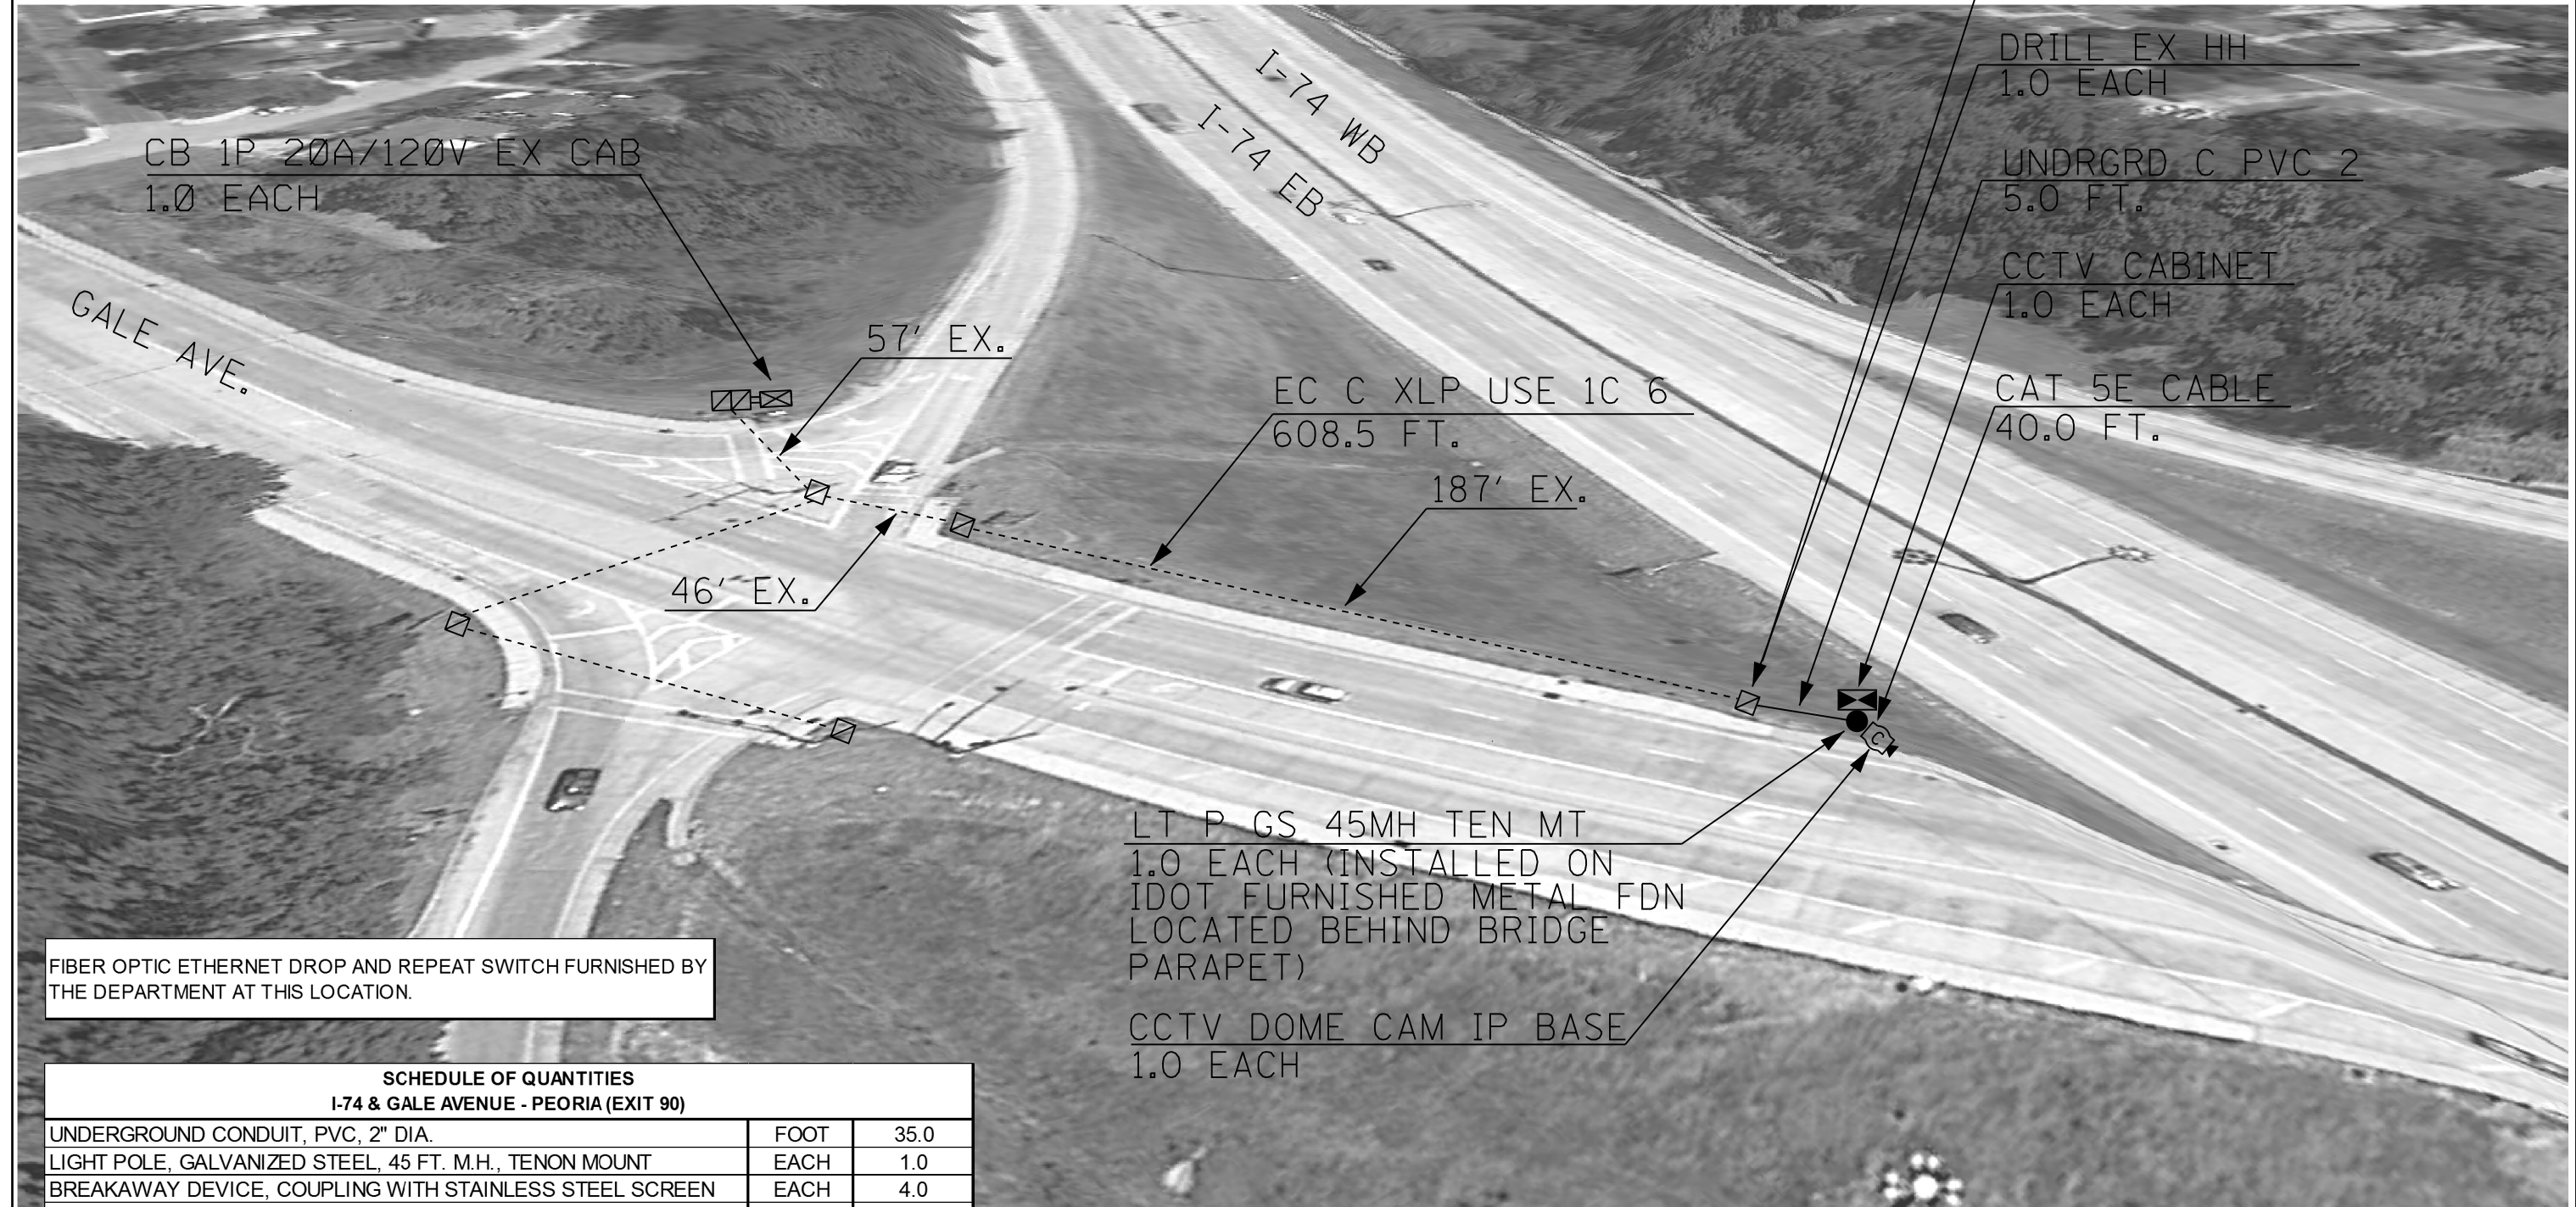 I-74 WB
I-74 EB
DRILL EX HH
1.0 EACH
CB 1P 20A/120V EX CAB
1.0 EACH
UNDRGRD C PVC 2
5.0 FT.
CCTV CABINET
1.0 EACH
GALE AVE.
57' EX.
EC C XLP USE 1C 6
608.5 FT.
CAT 5E CABLE
40.0 FT.
187' EX.
46' EX.
C
LT P GS 45MH TEN MT
1.0 EACH (INSTALLED ON
IDOT FURNISHED METAL FDN
LOCATED BEHIND BRIDGE
PARAPET)
CCTV DOME CAM IP BASE
1.0 EACH
FIBER OPTIC ETHERNET DROP AND REPEAT SWITCH FURNISHED BY
THE DEPARTMENT AT THIS LOCATION.
SCHEDULE OF QUANTITIES
I-74 & GALE AVENUE - PEORIA (EXIT 90)
UNDERGROUND CONDUIT, PVC, 2" DIA. FOOT 35.0
LIGHT POLE, GALVANIZED STEEL, 45 FT. M.H., TENON MOUNT EACH 1.0
BREAKAWAY DEVICE, COUPLING WITH STAINLESS STEEL SCREEN EACH 4.0